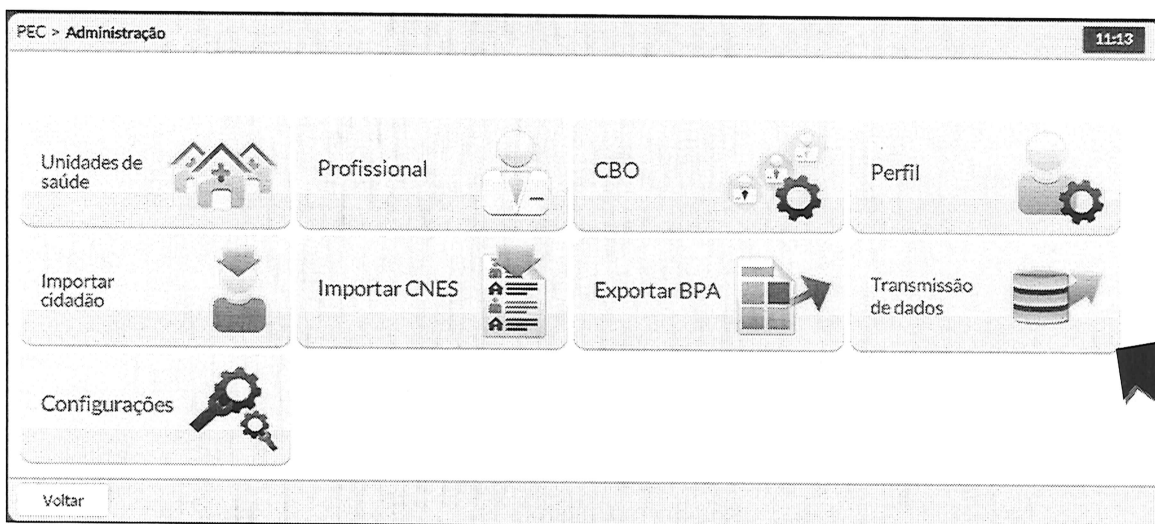 PEC > Administração
11:13
Unidades de
saúde
Profissional
CBO
Perfil
Importar
cidadão
Importar CNES
Exportar BPA
Transmissão
de dados
Configurações
Voltar